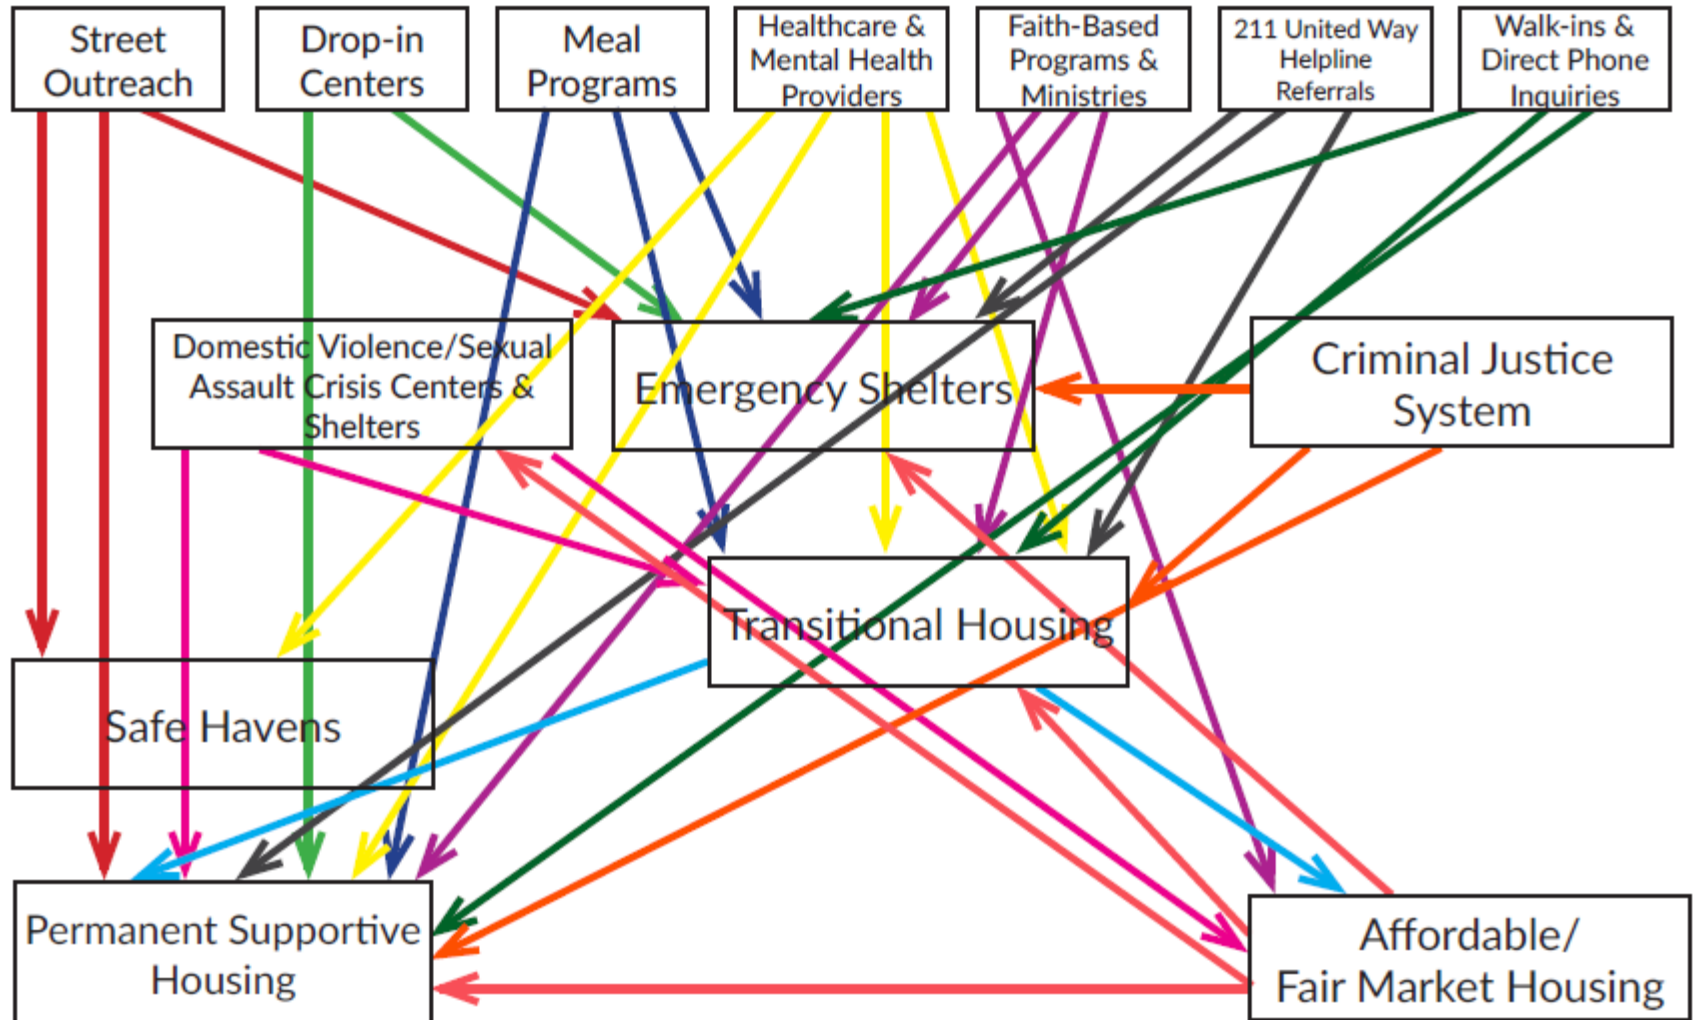 Street
Outreach
Drop-in
Centers
Meal
Programs
Healthcare &
Mental Health
Providers
Faith-Based
Programs &
Ministries
211 United Way
Helpline
Referrals
Walk-ins &
Direct Phone
Inquiries
Domestic Violence/Sexual
Assault Crisis Centers &
Shelters
Emergency Shelters
Criminal Justice
System
Transitional Housing
Safe Havens
Permanent Supportive
Housing
Affordable/
Fair Market Housing